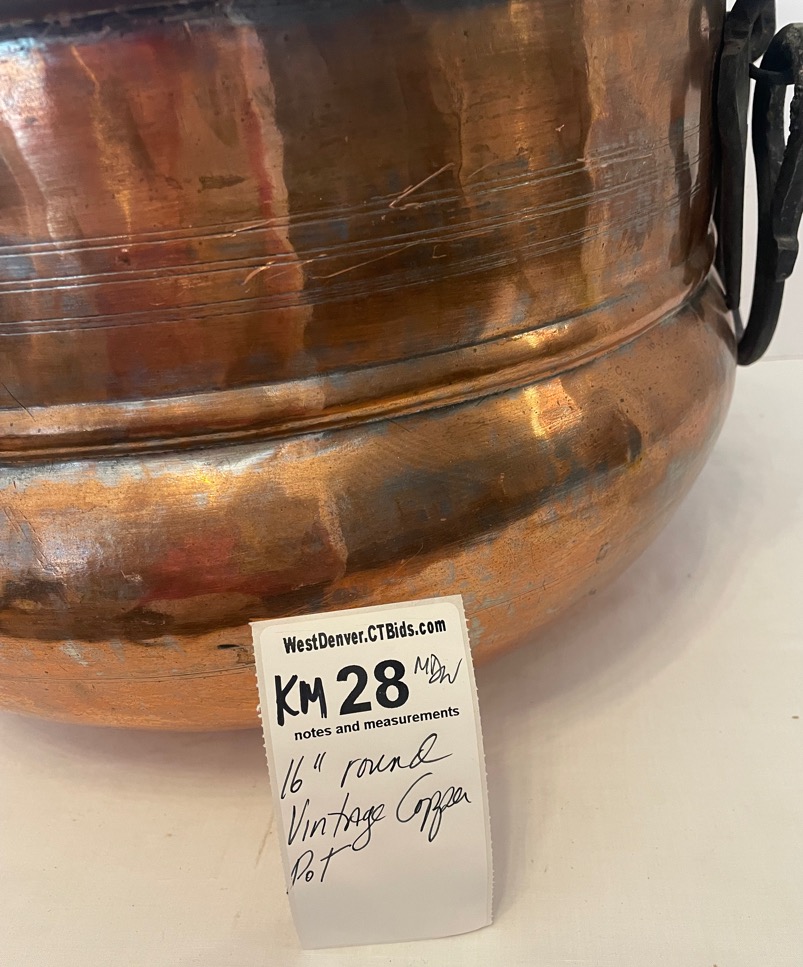 WestDenver.CTBids.com
KM 28 MDW
notes and measurements
16" round
Vintage Copper
Pot